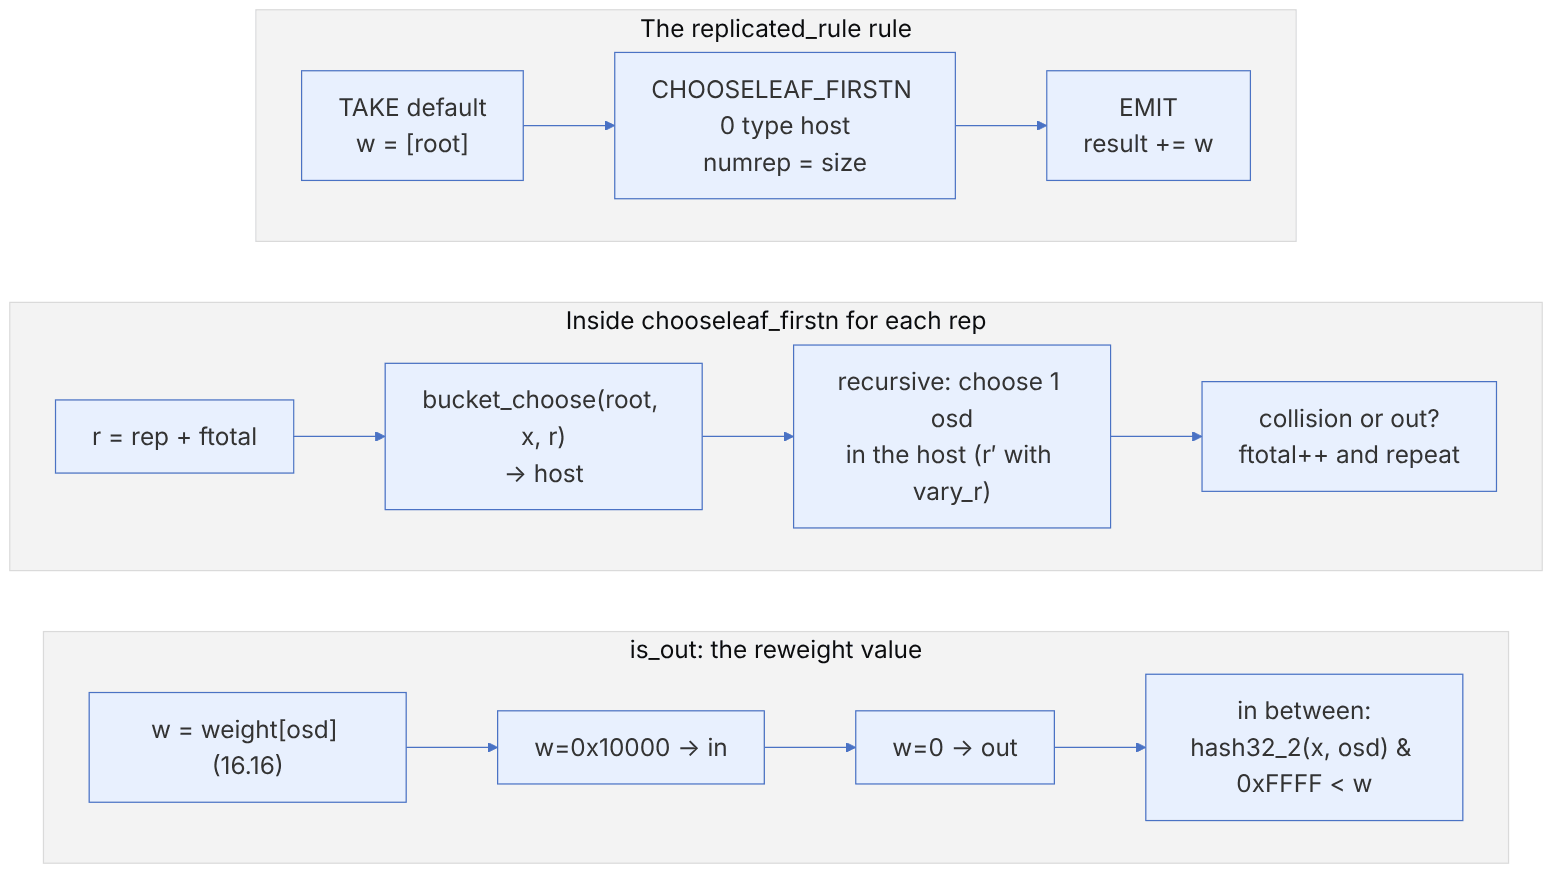 The replicated_rule rule
TAKE default
w = [root]
CHOOSELEAF_FIRSTN
0 type host
numrep = size
EMIT
result += w
Inside chooseleaf_firstn for each rep
r = rep + ftotal
bucket_choose(root,
x, r)
→ host
recursive: choose 1
osd
in the host (r′ with
vary_r)
collision or out?
ftotal++ and repeat
is_out: the reweight value
w = weight[osd]
(16.16)
w=0x10000 → in
w=0 → out
in between:
hash32_2(x, osd) &
0xFFFF < w